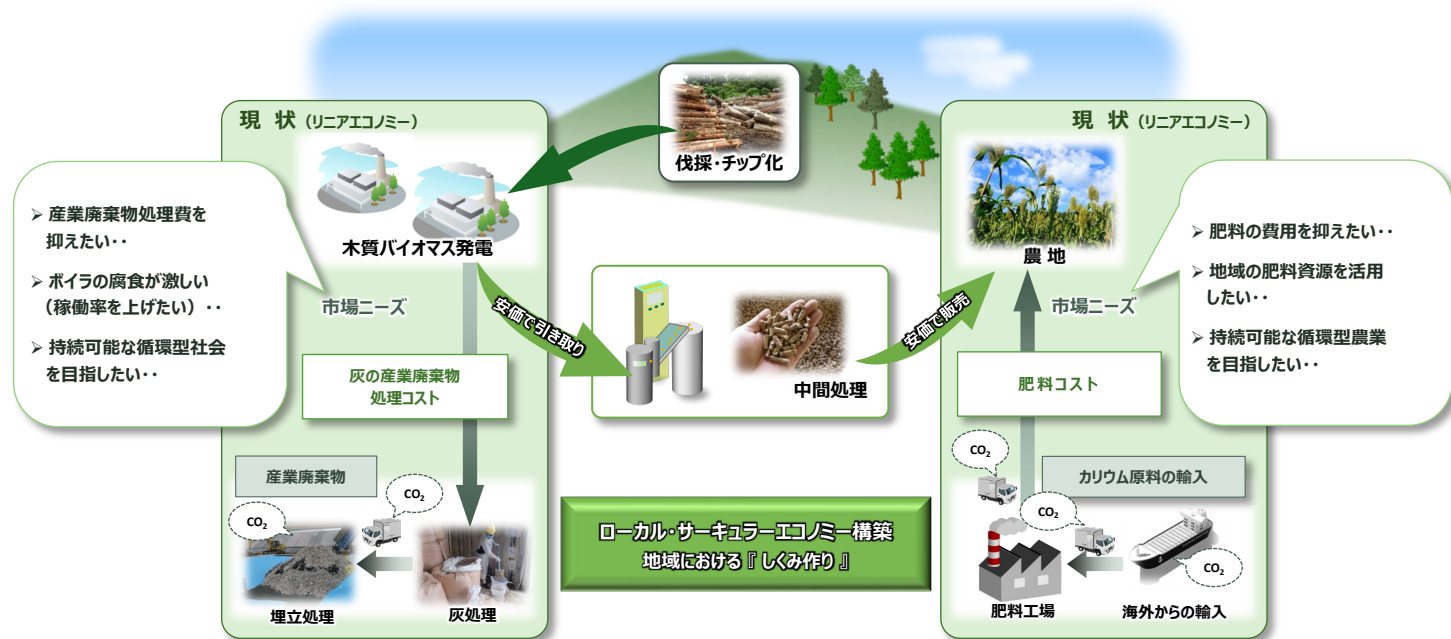 現 状 (リニアエコノミー)
木質バイオマス発電
➢ 産業廃棄物処理費を
抑えたい‥
➢ ボイラの腐食が激しい
（稼働率を上げたい）‥
➢ 持続可能な循環型社会
を目指したい‥
市場ニーズ
灰の産業廃棄物
処理コスト
産業廃棄物
CO₂
CO₂
埋立処理
灰処理
伐採・チップ化
安価で引き取り
中間処理
安価で販売
ローカル・サーキュラーエコノミー構築
地域における『 しくみ作り 』
現 状 (リニアエコノミー)
農 地
➢ 肥料の費用を抑えたい‥
➢ 地域の肥料資源を活用
したい‥
➢ 持続可能な循環型農業
を目指したい‥
市場ニーズ
肥料コスト
CO₂
カリウム原料の輸入
CO₂
CO₂
肥料工場
海外からの輸入